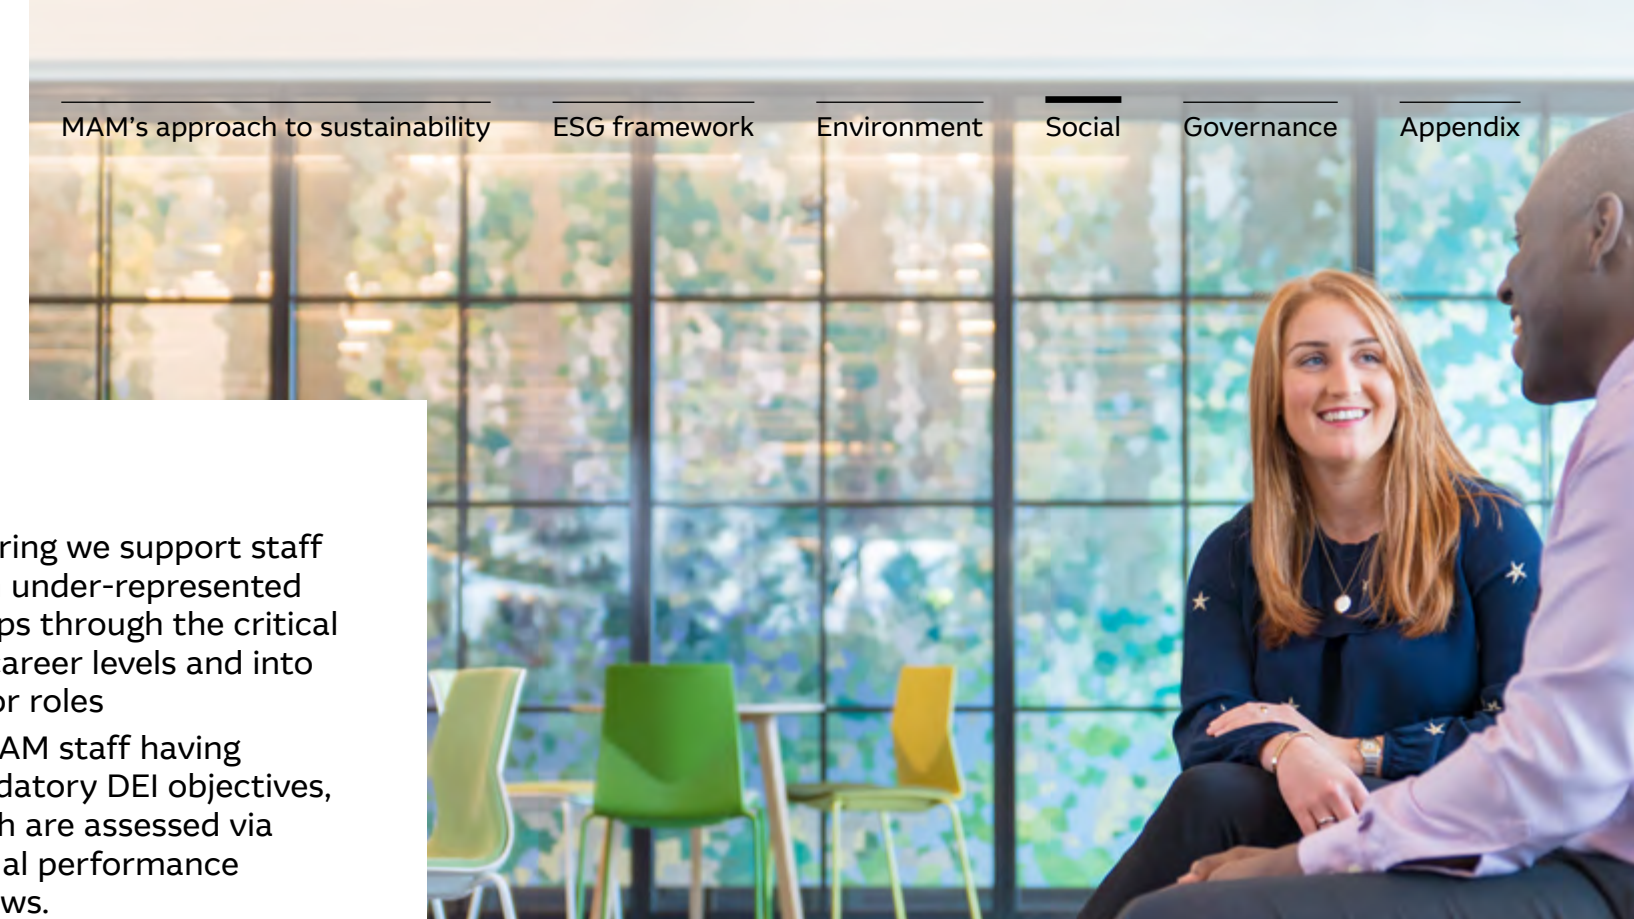 MAM's approach to sustainability ESG framework Environment Social Governance Appendix
ring we support staff
under-represented
ps through the critical
career levels and into
or roles
AM staff having
datory DEI objectives,
h are assessed via
al performance
ws.